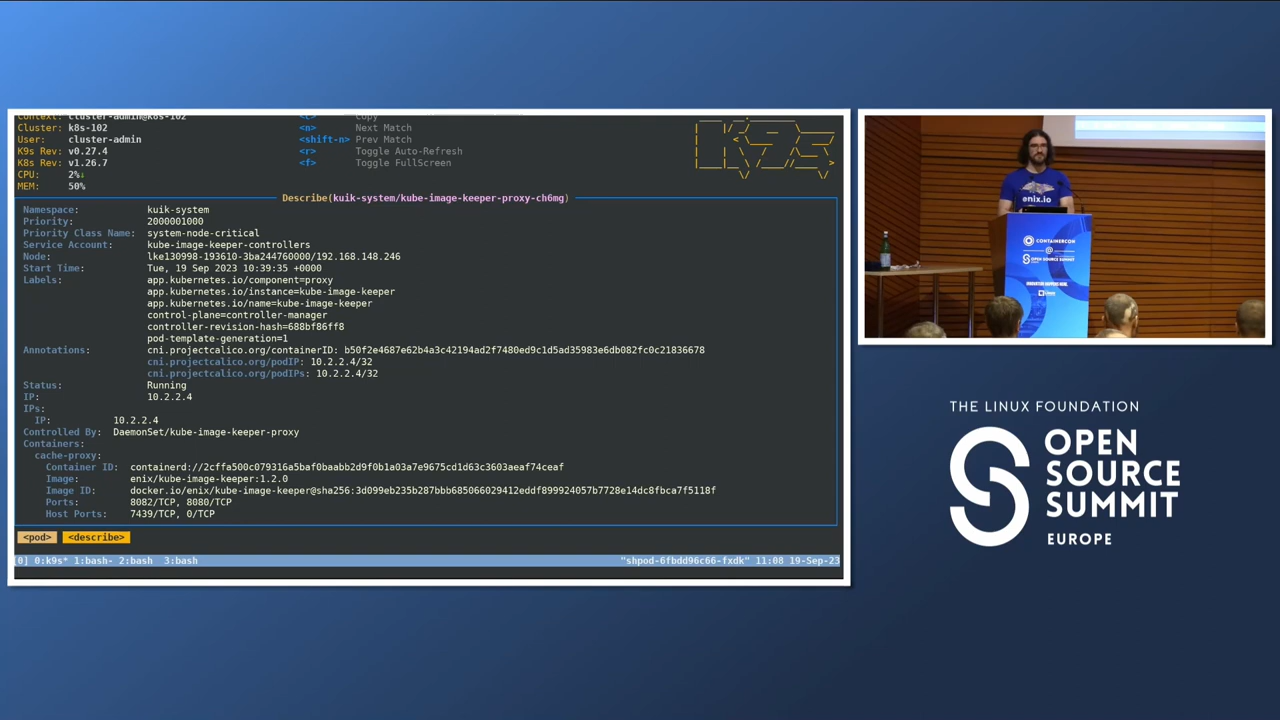 Context: cluster-admin@k8s-102
Cluster: k8s-102
User: cluster-admin
K9s Rev: v0.27.4
K8s Rev: v1.26.7
CPU: 2%↓
MEM: 50%
<c> Copy
<n> Next Match
<shift-n> Prev Match
<r> Toggle Auto-Refresh
<f> Toggle FullScreen
Describe(kuik-system/kube-image-keeper-proxy-ch6mg)
Namespace: kuik-system
Priority: 2000001000
Priority Class Name: system-node-critical
Service Account: kube-image-keeper-controllers
Node: lke130998-193610-3ba244760000/192.168.148.246
Start Time: Tue, 19 Sep 2023 10:39:35 +0000
Labels: app.kubernetes.io/component=proxy
app.kubernetes.io/instance=kube-image-keeper
app.kubernetes.io/name=kube-image-keeper
control-plane=controller-manager
controller-revision-hash=688bf86ff8
pod-template-generation=1
Annotations: cni.projectcalico.org/containerID: b50f2e4687e62b4a3c42194ad2f7480ed9c1d5ad35983e6db082fc0c21836678
cni.projectcalico.org/podIP: 10.2.2.4/32
cni.projectcalico.org/podIPs: 10.2.2.4/32
Status: Running
IP: 10.2.2.4
IPs:
IP: 10.2.2.4
Controlled By: DaemonSet/kube-image-keeper-proxy
Containers:
cache-proxy:
Container ID: containerd://2cffa500c079316a5baf0baabb2d9f0b1a03a7e9675cd1d63c3603aeaf74ceaf
Image: enix/kube-image-keeper:1.2.0
Image ID: docker.io/enix/kube-image-keeper@sha256:3d099eb235b287bbb685066029412eddf899924057b7728e14dc8fbca7f5118f
Ports: 8082/TCP, 8080/TCP
Host Ports: 7439/TCP, 0/TCP
<pod> <describe>
[0] 0:k9s* 1:bash- 2:bash 3:bash "shpod-6fbdd96c66-fxdk" 11:08 19-Sep-23
enix.io
CONTAINERCON
@
OPEN SOURCE SUMMIT
THE LINUX FOUNDATION
OPEN
SOURCE
SUMMIT
EUROPE